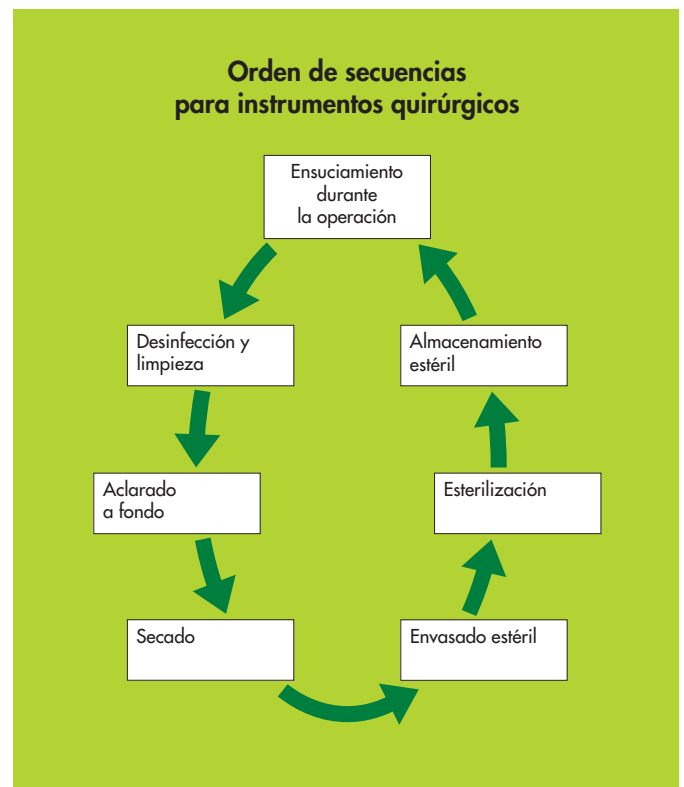 Orden de secuencias
para instrumentos quirúrgicos
Ensuciamiento
durante
la operación
Desinfección y
limpieza
Aclarado
a fondo
Secado
Envasado estéril
Esterilización
Almacenamiento
estéril